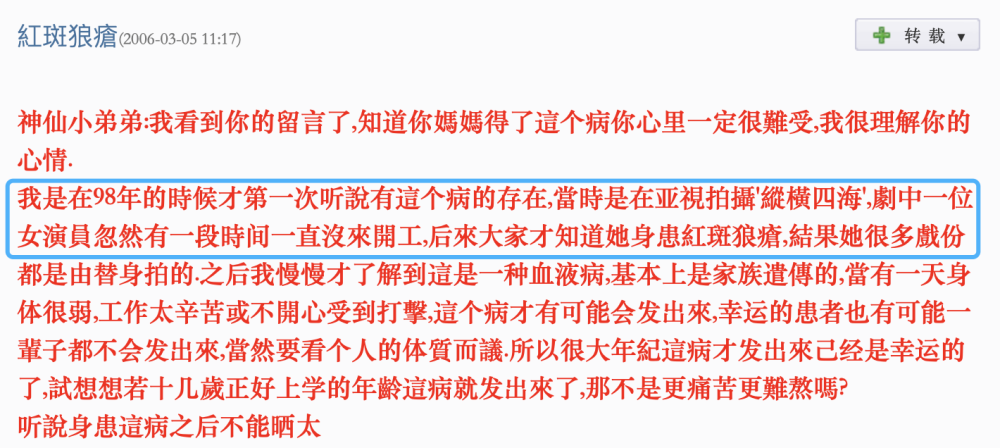 紅斑狼瘡(2006-03-05 11:17)
转 载 ▼
神仙小弟弟:我看到你的留言了,知道你媽媽得了這个病你心里一定很難受,我很理解你的
心情.
我是在98年的時候才第一次听說有這个病的存在,當時是在亚視拍攝'縱橫四海',劇中一位
女演員忽然有一段時间一直沒來開工,后來大家才知道她身患紅斑狼瘡,結果她很多戲份
都是由替身拍的.之后我慢慢才了解到這是一种血液病,基本上是家族遺傳的,當有一天身
体很弱,工作太辛苦或不開心受到打擊,這个病才有可能会发出來,幸运的患者也有可能一
輩子都不会发出來,當然要看个人的体質而議.所以很大年紀這病才发出來己经是幸运的
了,試想想若十几歲正好上学的年齡這病就发出來了,那不是更痛苦更難熬嗎?
听說身患這病之后不能晒太